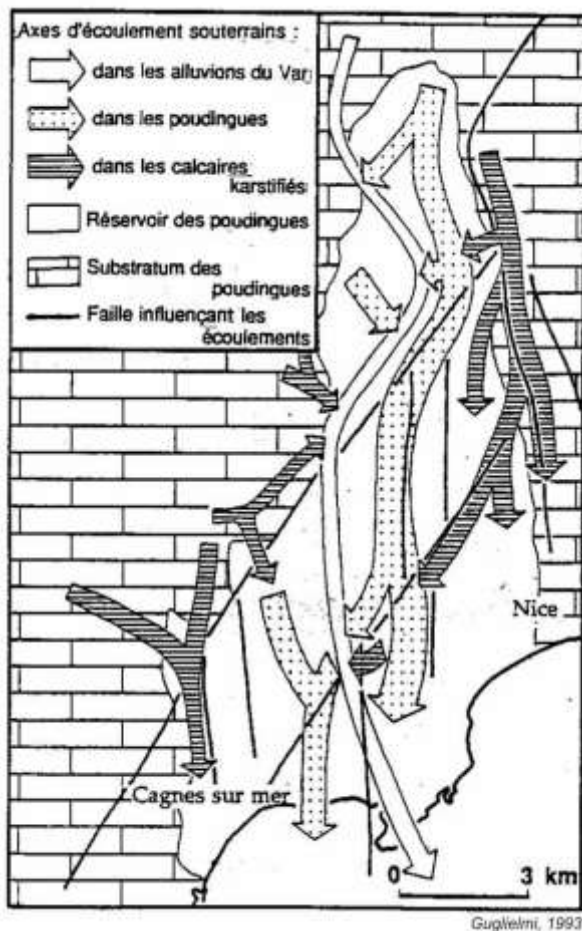 Axes d'écoulement souterrains :
dans les alluvions du Var
dans les poudingues
dans les calcaires
karstifiés
Réservoir des poudingues
Substratum des
poudingues
Faille influençant les
écoulements
Nice
Cagnes sur mer
0 3 km
Guglielmi, 1993